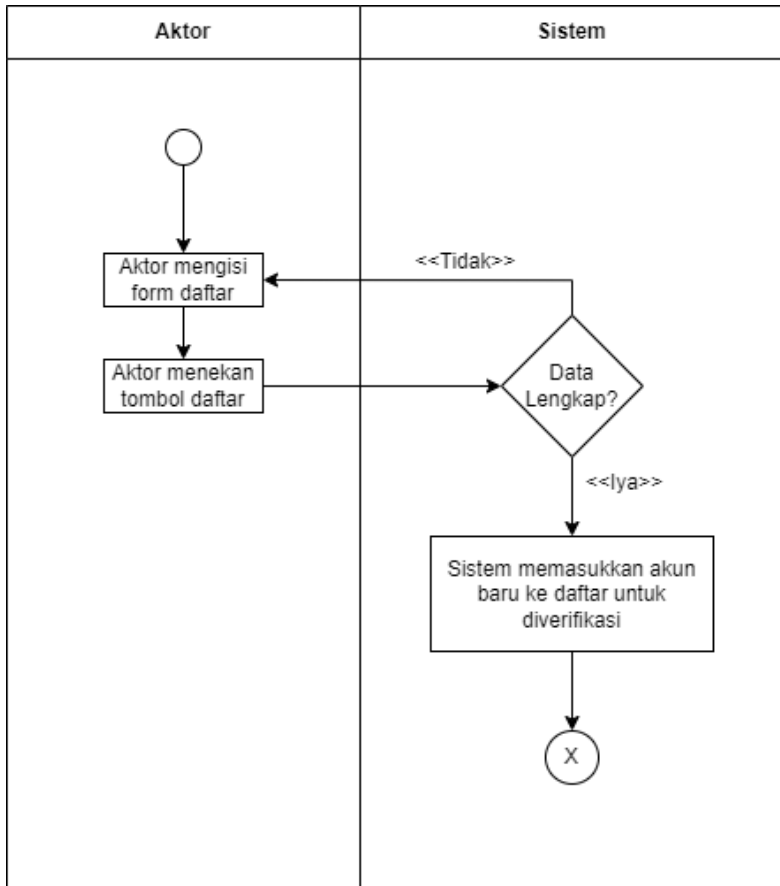 Aktor
Sistem
Aktor mengisi
form daftar
<<Tidak>>
Aktor menekan
tombol daftar
Data
Lengkap?
<<Iya>>
Sistem memasukkan akun
baru ke daftar untuk
diverifikasi
X